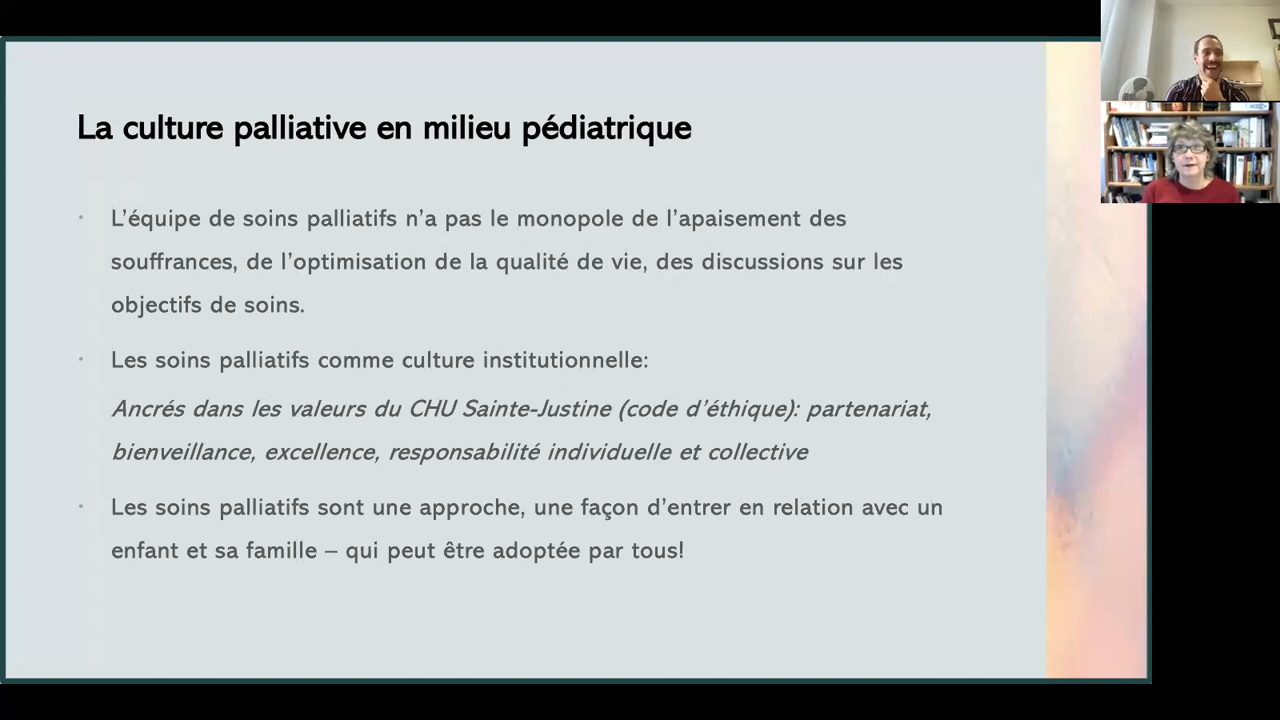 La culture palliative en milieu pédiatrique
· L’équipe de soins palliatifs n’a pas le monopole de l’apaisement des
souffrances, de l’optimisation de la qualité de vie, des discussions sur les
objectifs de soins.
· Les soins palliatifs comme culture institutionnelle:
Ancrés dans les valeurs du CHU Sainte-Justine (code d’éthique): partenariat,
bienveillance, excellence, responsabilité individuelle et collective
· Les soins palliatifs sont une approche, une façon d’entrer en relation avec un
enfant et sa famille – qui peut être adoptée par tous!